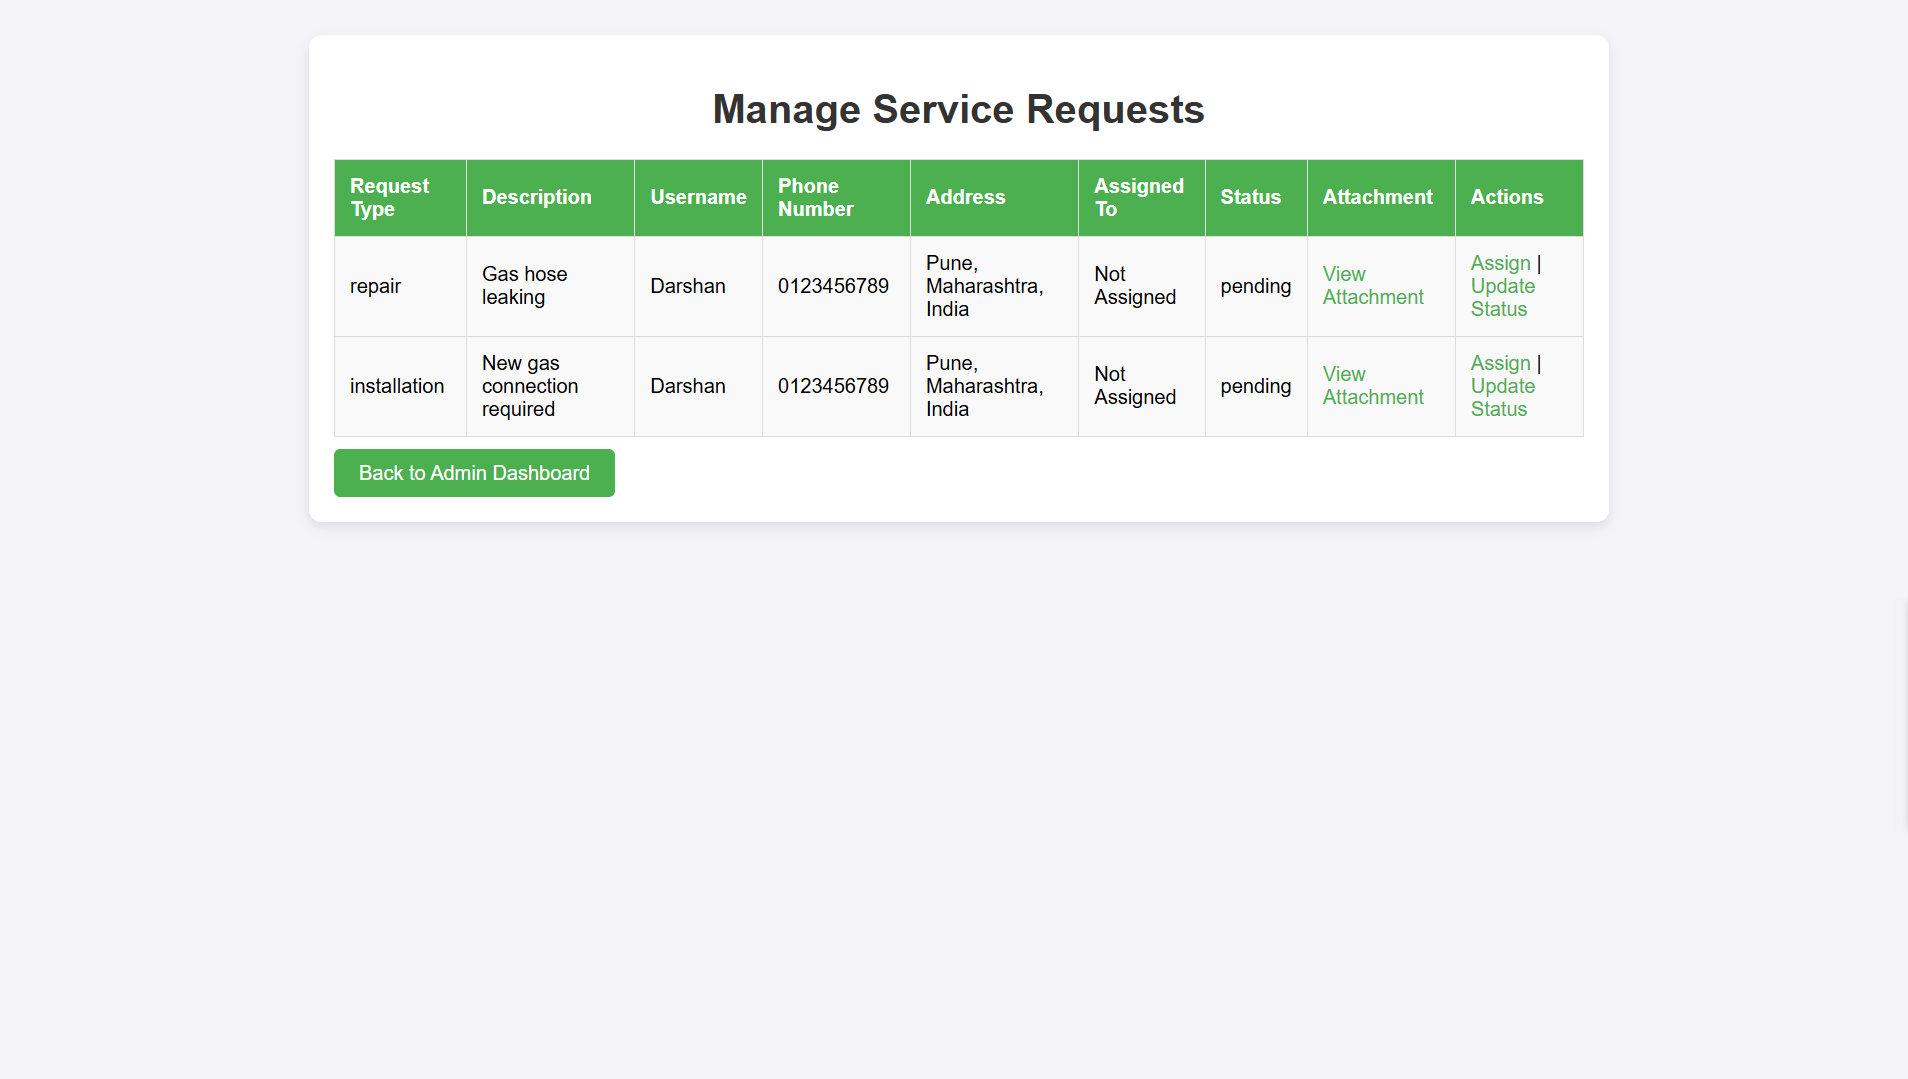 Manage Service Requests
Request Type Description Username Phone Number Address Assigned To Status Attachment Actions
repair Gas hose leaking Darshan 0123456789 Pune, Maharashtra, India Not Assigned pending View Attachment Assign | Update Status
installation New gas connection required Darshan 0123456789 Pune, Maharashtra, India Not Assigned pending View Attachment Assign | Update Status
Back to Admin Dashboard